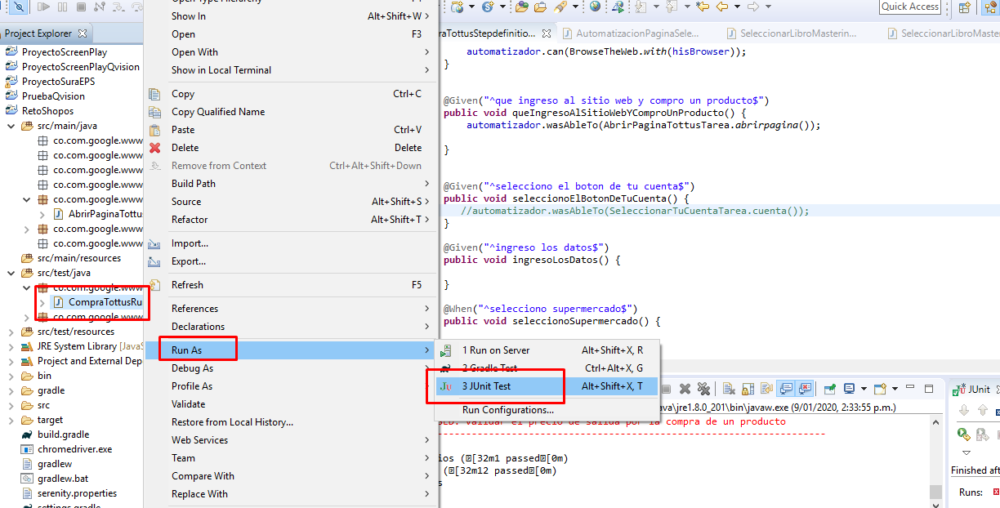 Quick Access
Project Explorer
ProyectoScreenPlay
ProyectoScreenPlayQvision
ProyectoSuraEPS
PruebaQvision
RetoShopos
src/main/java
co.com.google.www
co.com.google.www
co.com.google.www
co.com.google.www
co.com.google.www
AbrirPaginaTottu
co.com.google.www
co.com.google.www
src/main/resources
src/test/java
co.com.google.www
CompraTottusRu
co.com.google.www
src/test/resources
JRE System Library [JavaS
Project and External Dep
bin
gradle
src
target
build.gradle
chromedriver.exe
gradlew
gradlew.bat
serenity.properties
settings.gradle
Open Type Hierarchy F4
Show In Alt+Shift+W >
Open F3
Open With >
Show in Local Terminal >
Copy Ctrl+C
Copy Qualified Name
Paste Ctrl+V
Delete Delete
Remove from Context Ctrl+Alt+Shift+Down
Build Path >
Source Alt+Shift+S >
Refactor Alt+Shift+T >
Import...
Export...
Refresh F5
References >
Declarations >
Run As >
Debug As >
Profile As >
Validate
Restore from Local History...
Web Services >
Team >
Compare With >
Replace With >
1 Run on Server Alt+Shift+X, R
2 Gradle Test Ctrl+Alt+X, G
3 JUnit Test Alt+Shift+X, T
Run Configurations...
raTottusStepdefinitio...
AutomatizacionPaginaSele...
SeleccionarLibroMasterin...
SeleccionarLibroMaster
automatizador.can(BrowseTheWeb.with(hisBrowser));
}
@Given("^que ingreso al sitio web y compro un producto$")
public void queIngresoAlSitioWebYComproUnProducto() {
automatizador.wasAbleTo(AbrirPaginaTottusTarea.abrirpagina());
}
@Given("^selecciono el boton de tu cuenta$")
public void seleccionoElBotonDeTuCuenta() {
//automatizador.wasAbleTo(SeleccionarTuCuentaTarea.cuenta());
}
@Given("^ingreso los datos$")
public void ingresoLosDatos() {
}
@When("^selecciono supermercado$")
public void seleccionoSupermercado() {
ava\jre1.8.0_201\bin\javaw.exe (9/01/2020, 2:33:55 p.m.)
SED: Validar el precio de salida por la compra de un producto
------------------------------------------------
ios ([32m1 passed[0m)
([32m12 passed[0m)
s
JUnit
Finished aft
Runs: